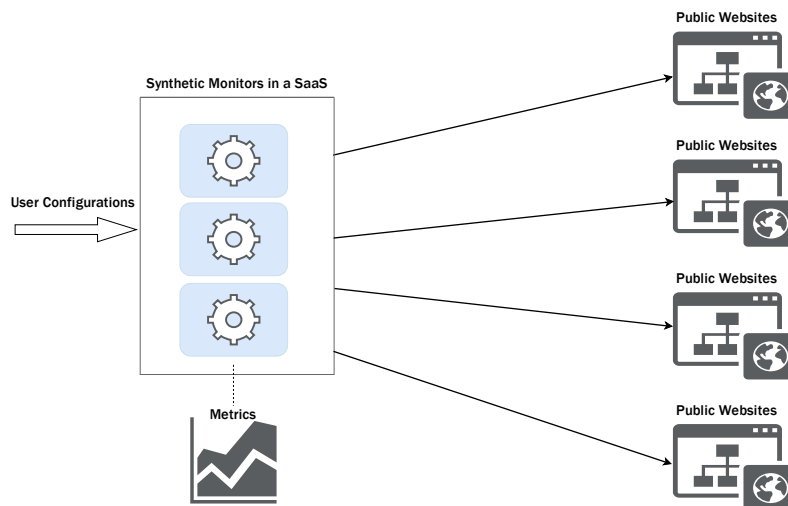 Public Websites
Synthetic Monitors in a SaaS
Public Websites
User Configurations
Public Websites
Metrics
Public Websites